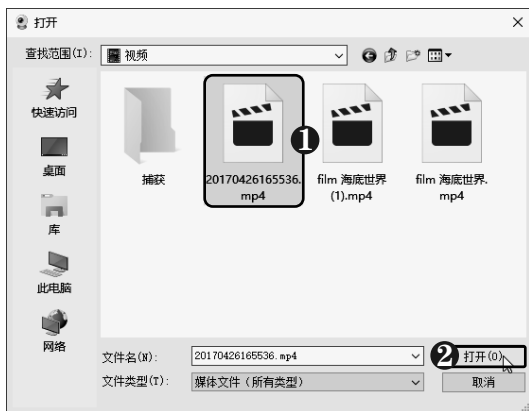 打开
查找范围(I):
视频
快速访问
桌面
库
此电脑
网络
捕获
20170426165536.
mp4
film 海底世界
(1).mp4
film 海底世界.
mp4
1
文件名(N):
20170426165536.mp4
2
打开(O)
文件类型(T):
媒体文件（所有类型）
取消